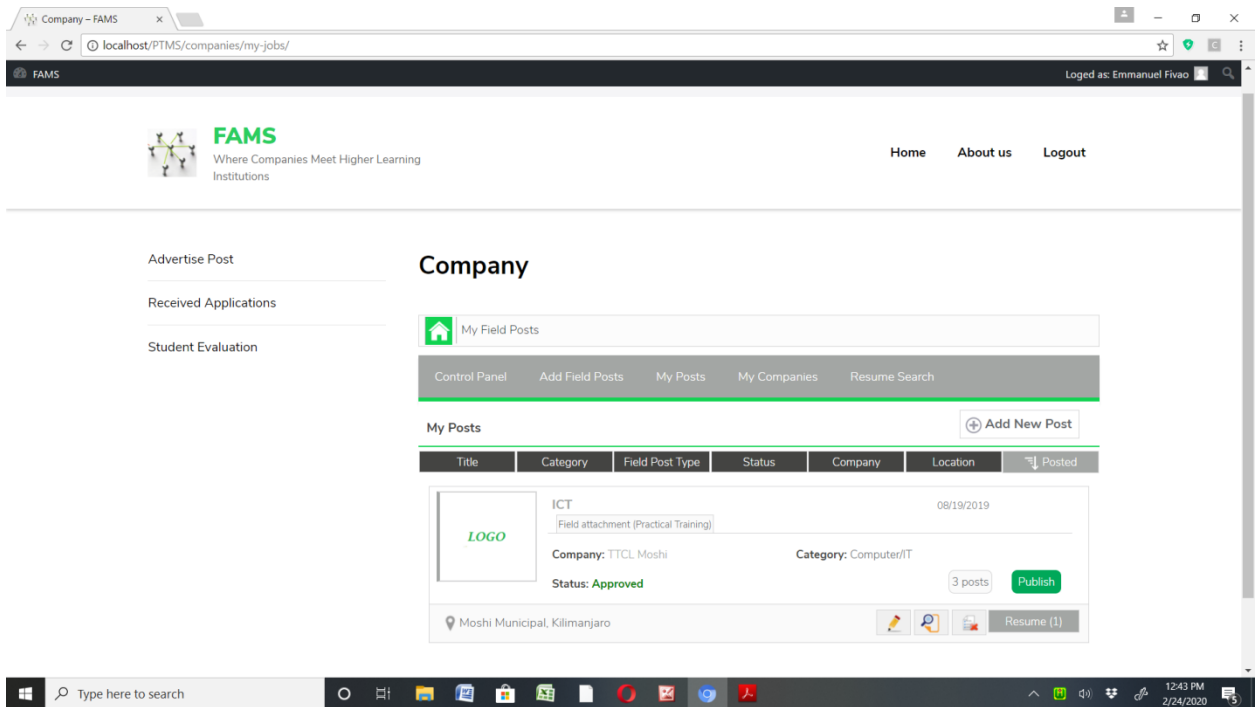 Company – FAMS
localhost/PTMS/companies/my-jobs/
FAMS
Loged as: Emmanuel Fivao
FAMS
Where Companies Meet Higher Learning
Institutions
Home About us Logout
Advertise Post
Received Applications
Student Evaluation
Company
My Field Posts
Control Panel Add Field Posts My Posts My Companies Resume Search
My Posts
Add New Post
Title Category Field Post Type Status Company Location Posted
LOGO
ICT
08/19/2019
Field attachment (Practical Training)
Company: TTCL Moshi Category: Computer/IT
Status: Approved
3 posts Publish
Moshi Municipal, Kilimanjaro
Resume (1)
Type here to search
12:43 PM
2/24/2020
5